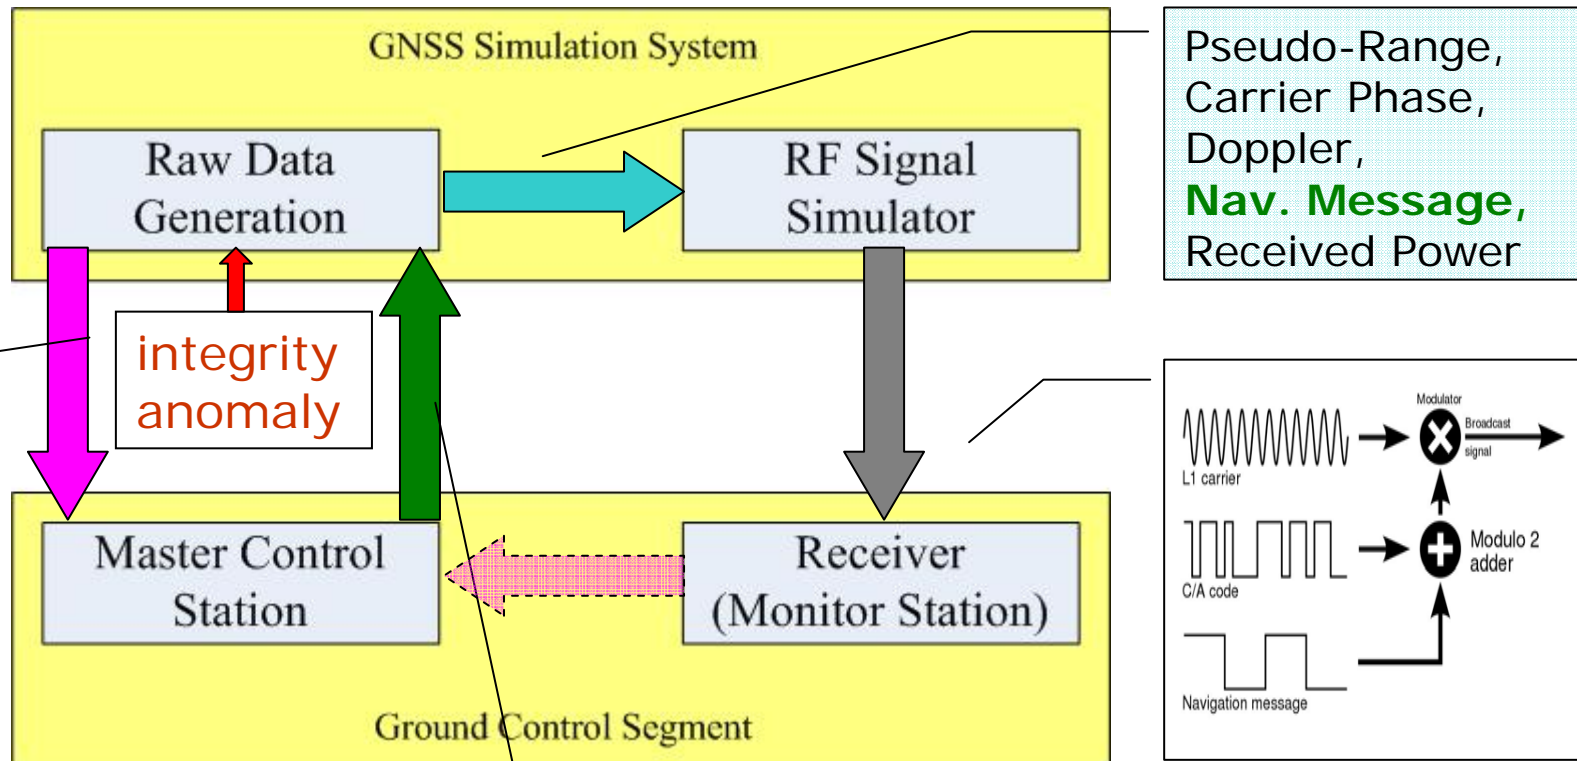 GNSS Simulation System
Raw Data
Generation
RF Signal
Simulator
Pseudo-Range,
Carrier Phase,
Doppler,
Nav. Message,
Received Power
integrity
anomaly
Master Control
Station
Receiver
(Monitor Station)
Ground Control Segment
Modulator
Broadcast
signal
L1 carrier
Modulo 2
adder
C/A code
Navigation message